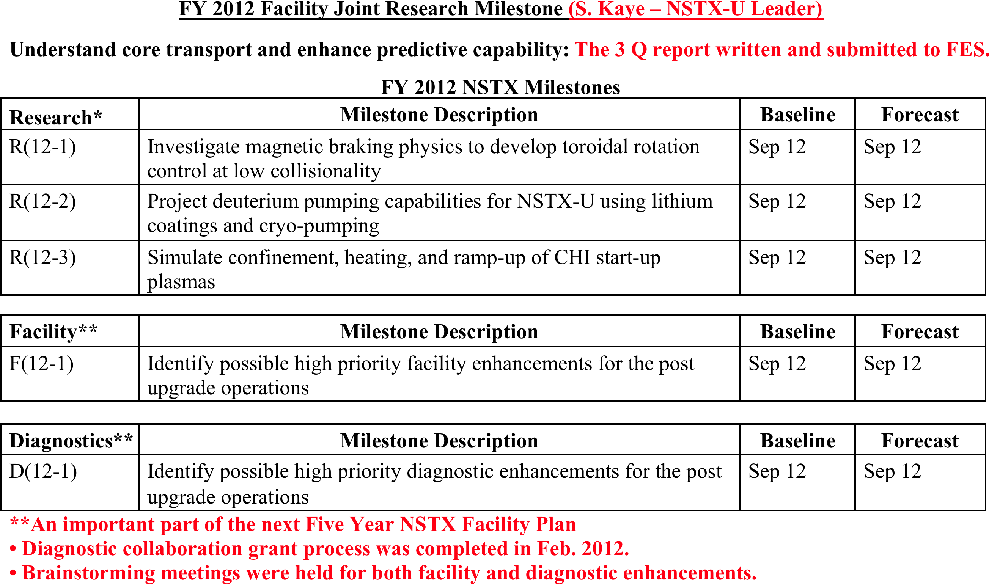 FY 2012 Facility Joint Research Milestone (S. Kaye – NSTX-U Leader)
Understand core transport and enhance predictive capability: The 3 Q report written and submitted to FES.
FY 2012 NSTX Milestones
Research* Milestone Description Baseline Forecast
R(12-1) Investigate magnetic braking physics to develop toroidal rotation Sep 12 Sep 12
control at low collisionality
R(12-2) Project deuterium pumping capabilities for NSTX-U using lithium Sep 12 Sep 12
coatings and cryo-pumping
R(12-3) Simulate confinement, heating, and ramp-up of CHI start-up Sep 12 Sep 12
plasmas
Facility** Milestone Description Baseline Forecast
F(12-1) Identify possible high priority facility enhancements for the post Sep 12 Sep 12
upgrade operations
Diagnostics** Milestone Description Baseline Forecast
D(12-1) Identify possible high priority diagnostic enhancements for the post Sep 12 Sep 12
upgrade operations
**An important part of the next Five Year NSTX Facility Plan
• Diagnostic collaboration grant process was completed in Feb. 2012.
• Brainstorming meetings were held for both facility and diagnostic enhancements.